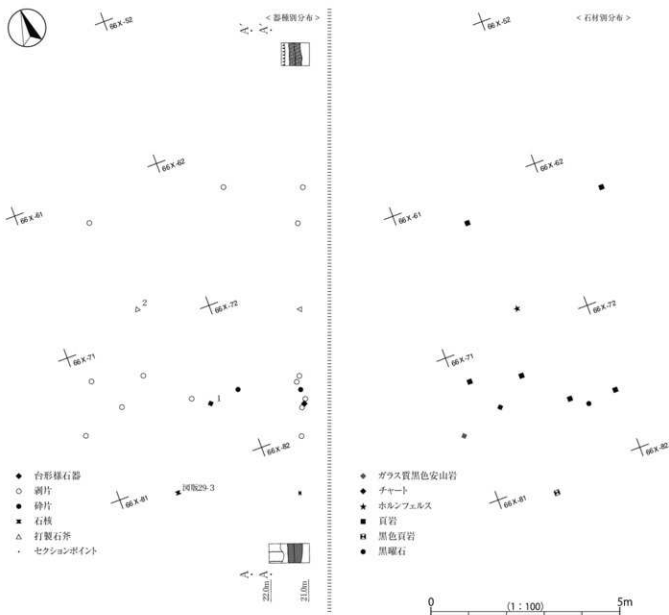 ＜器種別分布＞
66X-52
A' A'
66X-62
66X-61
2
66X-72
66X-71
1
66X-82
図版29-3
66X-81
◆ 台形様石器
○ 剥片
● 砕片
石核
△ 打製石斧
・ セクションポイント
A A
22.0m
21.0m
＜石材別分布＞
66X-52
66X-62
66X-61
66X-72
66X-71
66X-82
66X-81
◆ ガラス質黒色安山岩
◆ チャート
★ ホルンフェルス
■ 頁岩
黒色頁岩
● 黒曜石
0 (1：100) 5m